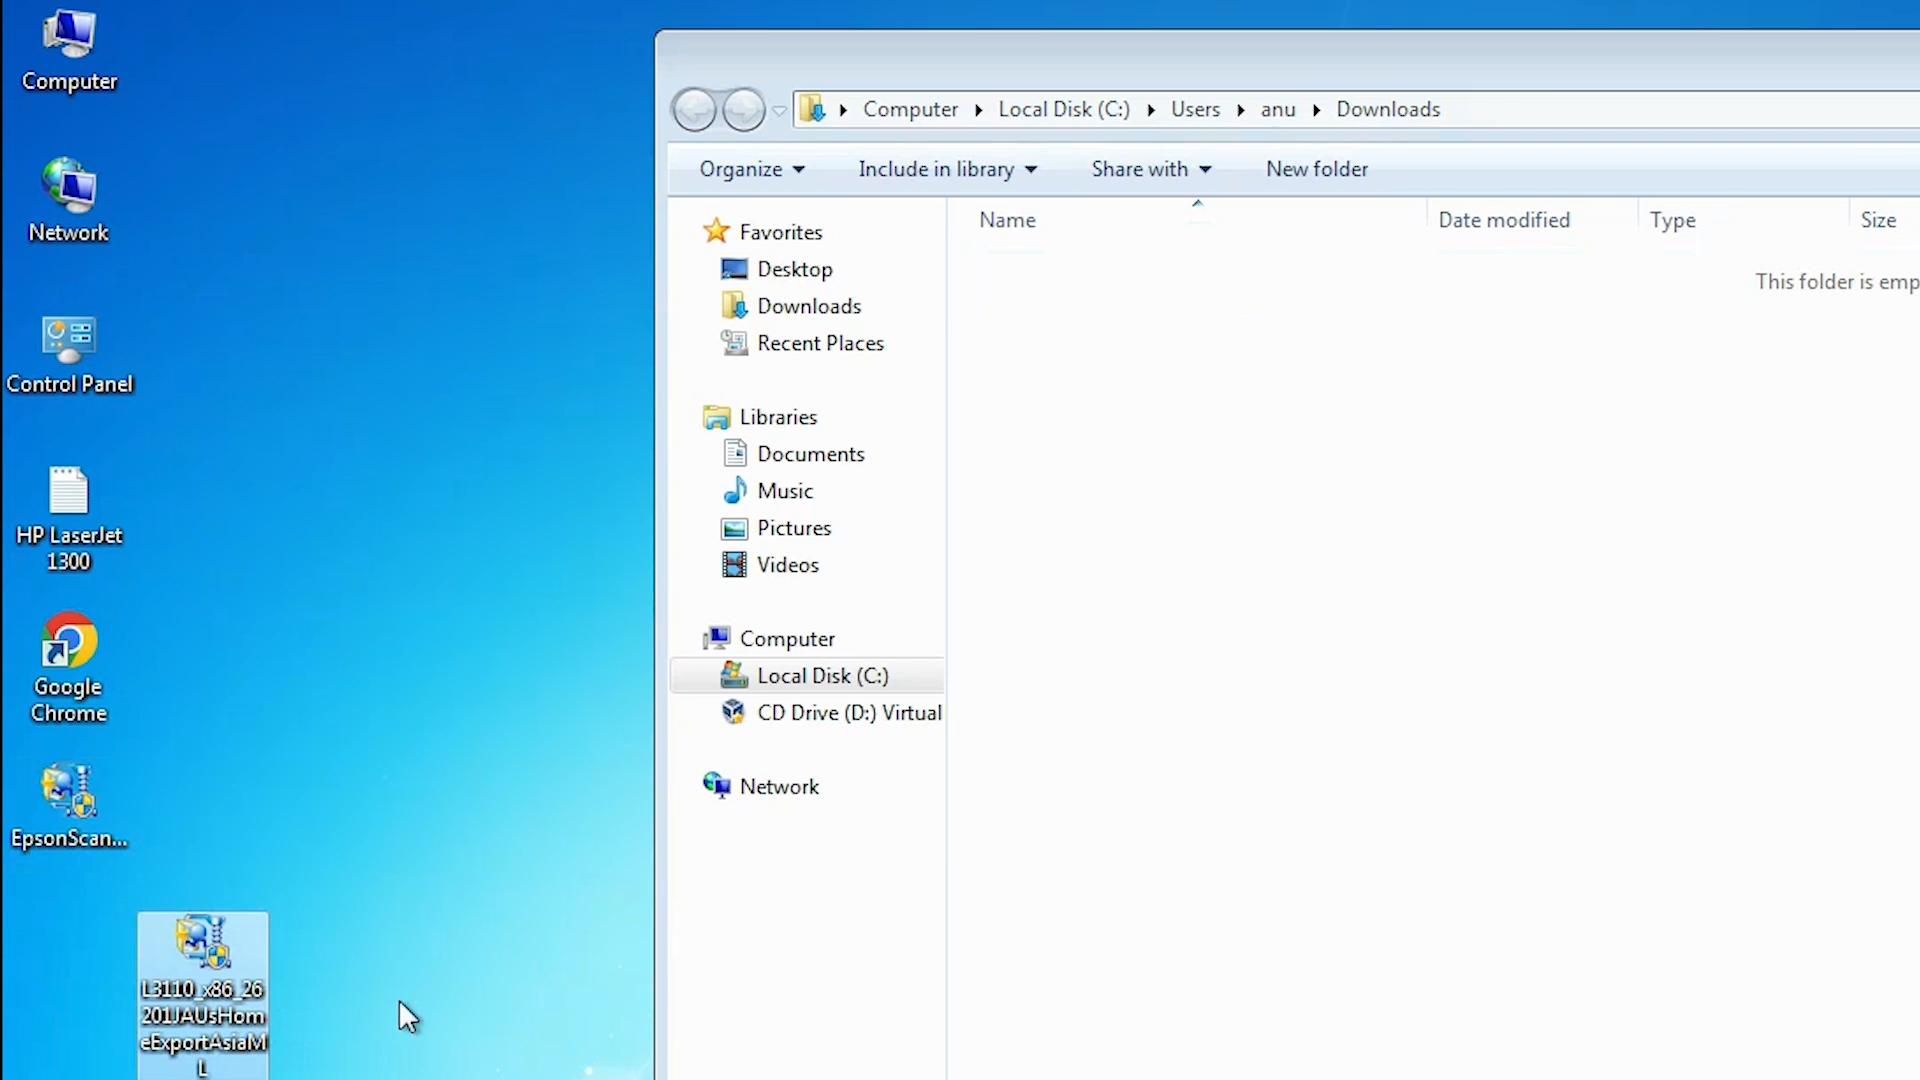 Computer
Network
Control Panel
HP LaserJet
1300
Google
Chrome
EpsonScan...
L3110_x86_26
201JAUsHom
eExportAsiaM
L
Computer
Local Disk (C:)
Users
anu
Downloads
Organize
Include in library
Share with
New folder
Name
Date modified
Type
Size
This folder is emp
Favorites
Desktop
Downloads
Recent Places
Libraries
Documents
Music
Pictures
Videos
Computer
Local Disk (C:)
CD Drive (D:) Virtual
Network